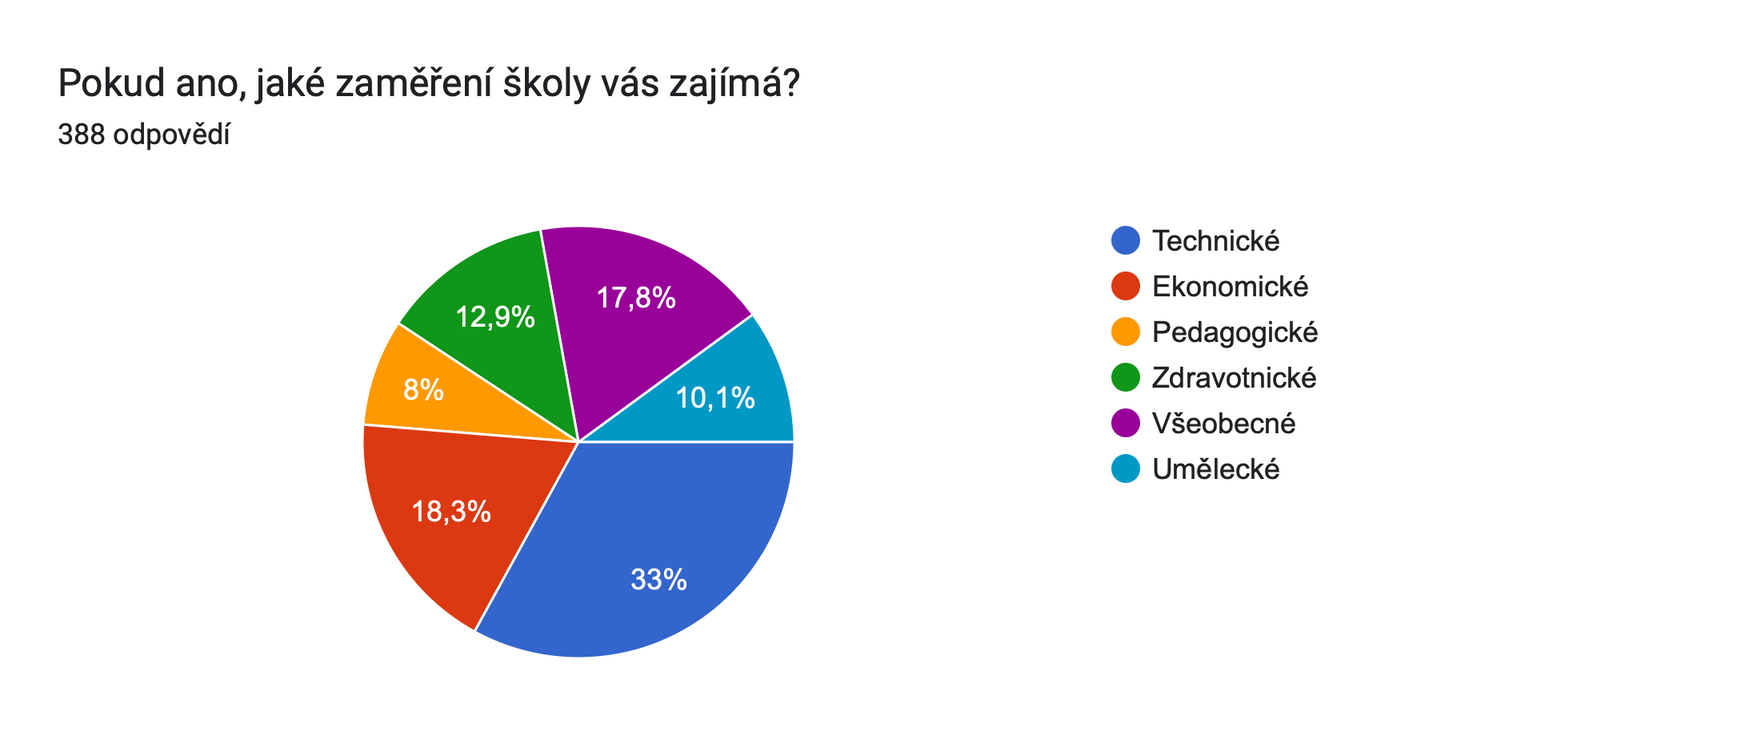 Pokud ano, jaké zaměření školy vás zajímá?
388 odpovědí
17,8%
12,9%
8%
10,1%
18,3%
33%
Technické
Ekonomické
Pedagogické
Zdravotnické
Všeobecné
Umělecké